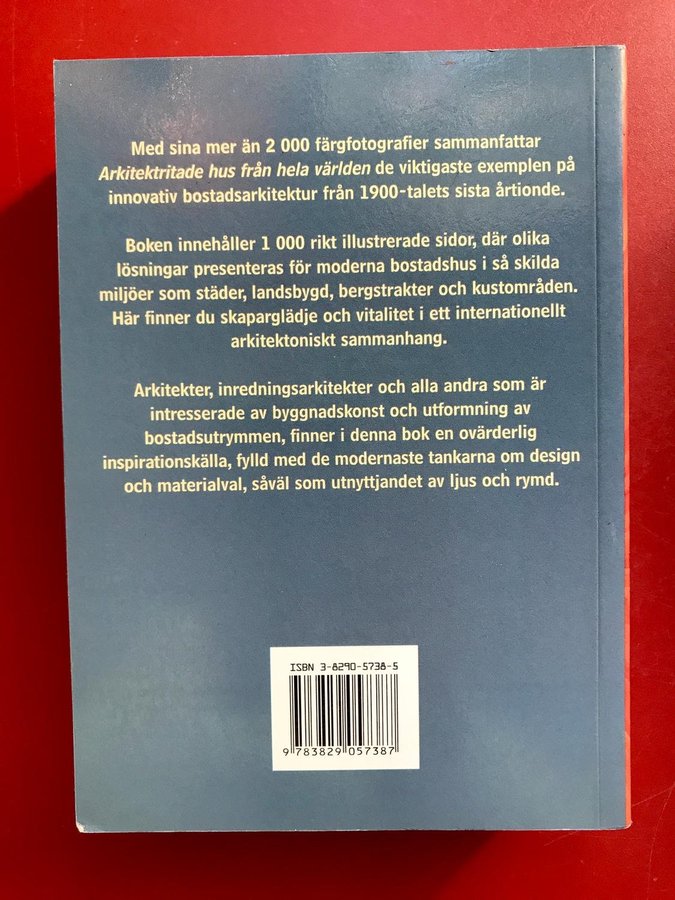 Med sina mer än 2 000 färgfotografier sammanfattar
Arkitektritade hus från hela världen de viktigaste exemplen på
innovativ bostadsarkitektur från 1900-talets sista årtionde.
Boken innehåller 1 000 rikt illustrerade sidor, där olika
lösningar presenteras för moderna bostadshus i så skilda
miljöer som städer, landsbygd, bergstrakter och kustområden.
Här finner du skaparglädje och vitalitet i ett internationellt
arkitektoniskt sammanhang.
Arkitekter, inredningsarkitekter och alla andra som är
intresserade av byggnadskonst och utformning av
bostadsutrymmen, finner i denna bok en ovärderlig
inspirationskälla, fylld med de modernaste tankarna om design
och materialval, såväl som utnyttjandet av ljus och rymd.
ISBN 3-8290-5738-5
9 783829 057387